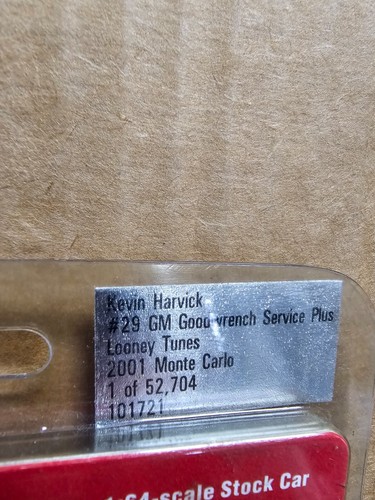 Kevin Harvick
#29 GM Goodwrench Service Plus
Looney Tunes
2001 Monte Carlo
1 of 52,704
101721
1:64-scale Stock Car